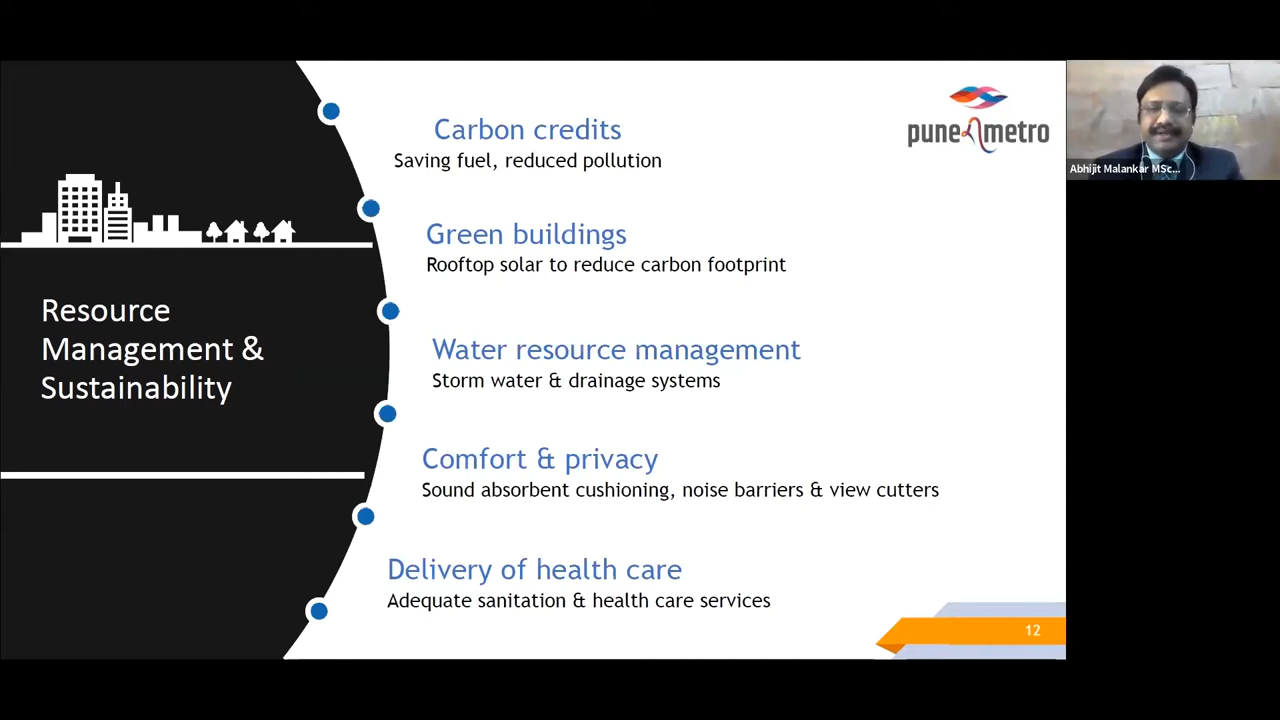 Resource
Management &
Sustainability
Carbon credits
Saving fuel, reduced pollution
Green buildings
Rooftop solar to reduce carbon footprint
Water resource management
Storm water & drainage systems
Comfort & privacy
Sound absorbent cushioning, noise barriers & view cutters
Delivery of health care
Adequate sanitation & health care services
pune metro
12
Abhijit Malankar MSc...